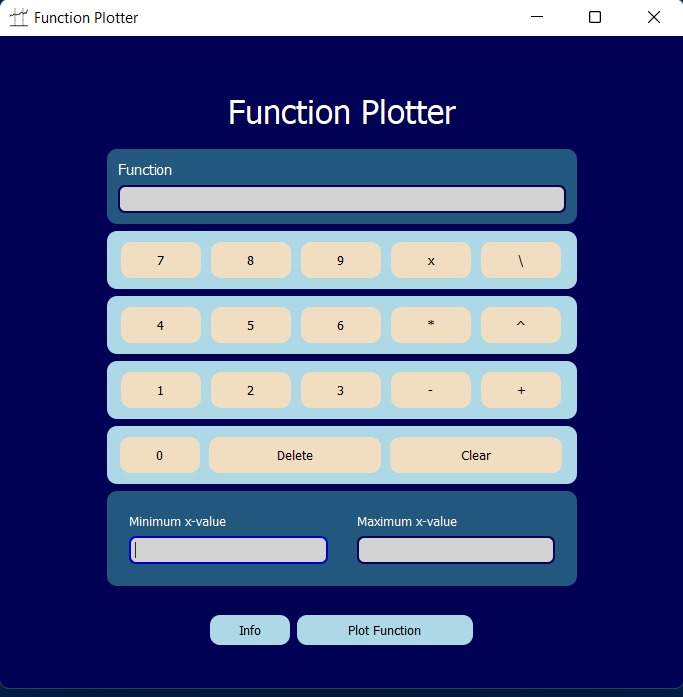 Function Plotter
Function Plotter
Function
7 8 9 x \
4 5 6 * ^
1 2 3 - +
0 Delete Clear
Minimum x-value Maximum x-value
Info Plot Function